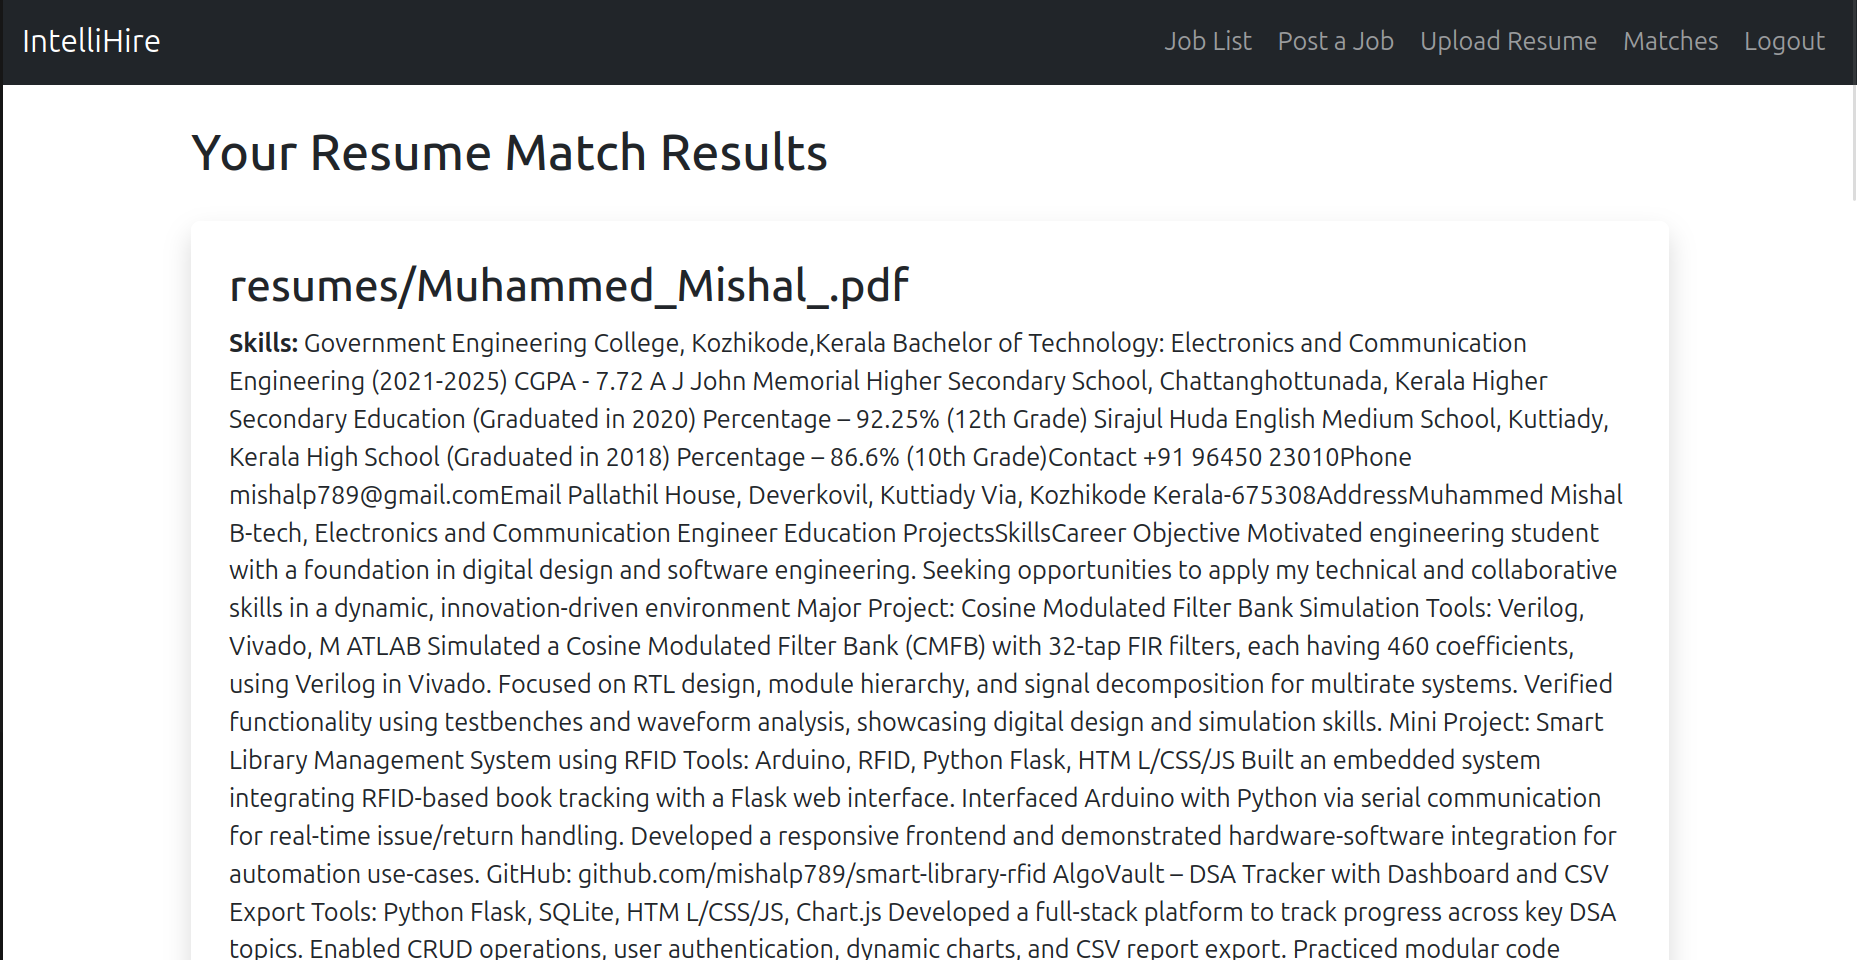 IntelliHire
Job List Post a Job Upload Resume Matches Logout
Your Resume Match Results
resumes/Muhammed_Mishal_.pdf
Skills: Government Engineering College, Kozhikode,Kerala Bachelor of Technology: Electronics and Communication
Engineering (2021-2025) CGPA - 7.72 A J John Memorial Higher Secondary School, Chattanghottunada, Kerala Higher
Secondary Education (Graduated in 2020) Percentage – 92.25% (12th Grade) Sirajul Huda English Medium School, Kuttiady,
Kerala High School (Graduated in 2018) Percentage – 86.6% (10th Grade)Contact +91 96450 23010Phone
mishalp789@gmail.comEmail Pallathil House, Deverkovil, Kuttiady Via, Kozhikode Kerala-675308AddressMuhammed Mishal
B-tech, Electronics and Communication Engineer Education ProjectsSkillsCareer Objective Motivated engineering student
with a foundation in digital design and software engineering. Seeking opportunities to apply my technical and collaborative
skills in a dynamic, innovation-driven environment Major Project: Cosine Modulated Filter Bank Simulation Tools: Verilog,
Vivado, M ATLAB Simulated a Cosine Modulated Filter Bank (CMFB) with 32-tap FIR filters, each having 460 coefficients,
using Verilog in Vivado. Focused on RTL design, module hierarchy, and signal decomposition for multirate systems. Verified
functionality using testbenches and waveform analysis, showcasing digital design and simulation skills. Mini Project: Smart
Library Management System using RFID Tools: Arduino, RFID, Python Flask, HTM L/CSS/JS Built an embedded system
integrating RFID-based book tracking with a Flask web interface. Interfaced Arduino with Python via serial communication
for real-time issue/return handling. Developed a responsive frontend and demonstrated hardware-software integration for
automation use-cases. GitHub: github.com/mishalp789/smart-library-rfid AlgoVault – DSA Tracker with Dashboard and CSV
Export Tools: Python Flask, SQLite, HTM L/CSS/JS, Chart.js Developed a full-stack platform to track progress across key DSA
topics. Enabled CRUD operations, user authentication, dynamic charts, and CSV report export. Practiced modular code